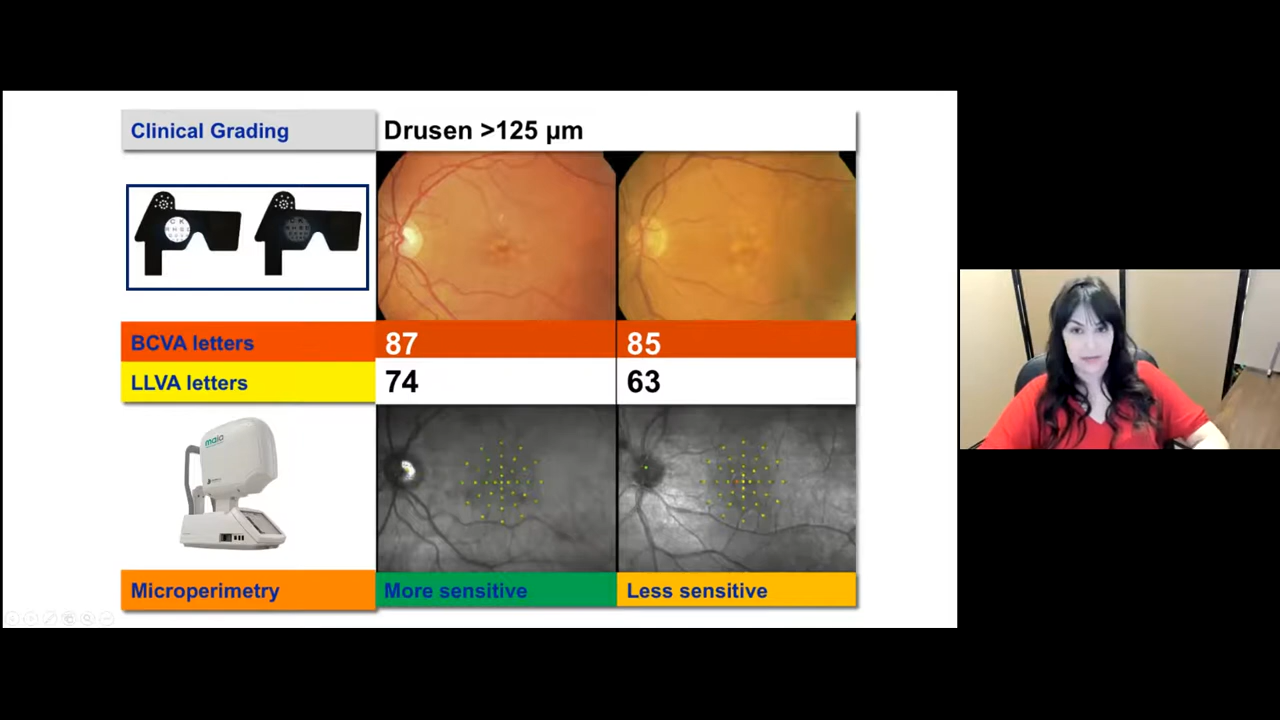 Clinical Grading
Drusen >125 µm
BCVA letters
87
85
LLVA letters
74
63
maia
Microperimetry
More sensitive
Less sensitive